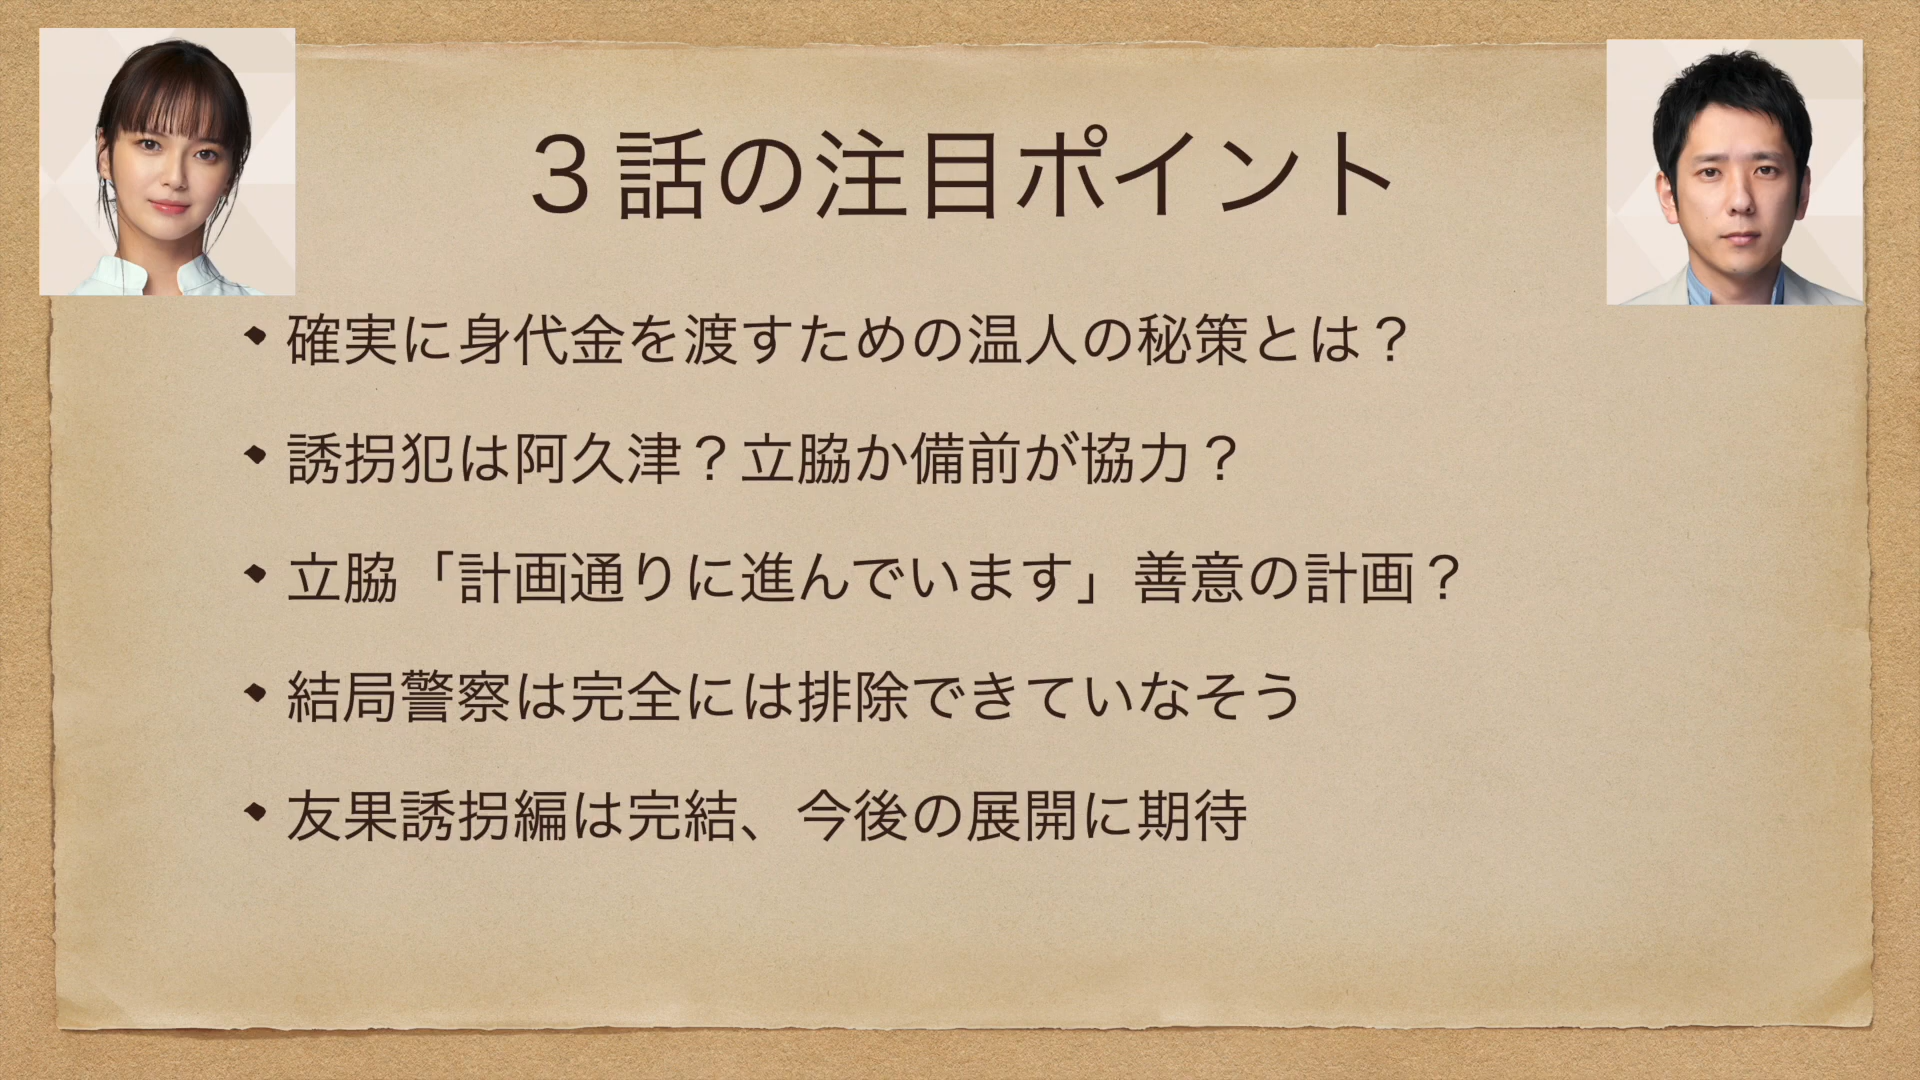 ３話の注目ポイント
・確実に身代金を渡すための温人の秘策とは？
・誘拐犯は阿久津？立脇か備前が協力？
・立脇「計画通りに進んでいます」善意の計画？
・結局警察は完全には排除できていなそう
・友果誘拐編は完結、今後の展開に期待